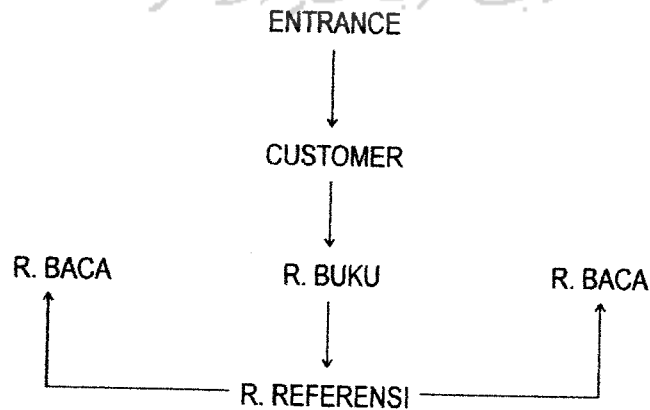 ENTRANCE
CUSTOMER
R. BACA
R. BUKU
R. BACA
R. REFERENSI